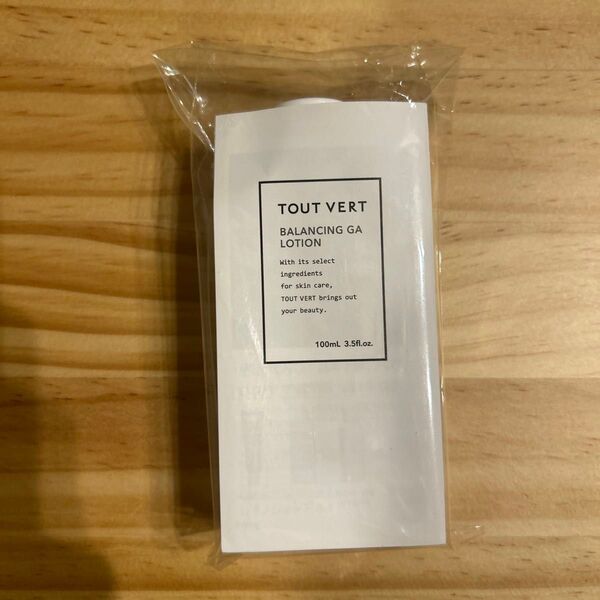 TOUT VERT
BALANCING GA
LOTION
With its select
ingredients
for skin care,
TOUT VERT brings out
your beauty.
100mL 3.5fl.oz.